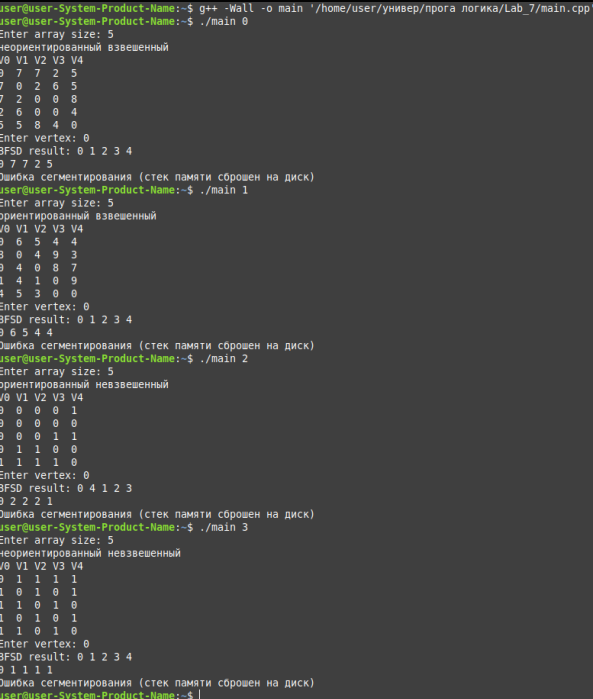 user@user-System-Product-Name:~$ g++ -Wall -o main '/home/user/универ/прога логика/Lab_7/main.cpp'
user@user-System-Product-Name:~$ ./main 0
Enter array size: 5
неориентированный взвешенный
V0 V1 V2 V3 V4
0 7 7 2 5
7 0 2 6 5
7 2 0 0 8
2 6 0 0 4
5 5 8 4 0
Enter vertex: 0
BFSD result: 0 1 2 3 4
0 7 7 2 5
Ошибка сегментирования (стек памяти сброшен на диск)
user@user-System-Product-Name:~$ ./main 1
Enter array size: 5
ориентированный взвешенный
V0 V1 V2 V3 V4
0 6 5 4 4
0 4 9 3
0 4 0 8 7
1 4 1 0 9
4 5 3 0 0
Enter vertex: 0
BFSD result: 0 1 2 3 4
0 6 5 4 4
Ошибка сегментирования (стек памяти сброшен на диск)
user@user-System-Product-Name:~$ ./main 2
Enter array size: 5
ориентированный невзвешенный
V0 V1 V2 V3 V4
0 0 0 0 1
0 0 0 0 0
0 0 0 1 1
0 1 1 0 0
1 1 1 1 0
Enter vertex: 0
BFSD result: 0 4 1 2 3
0 2 2 2 1
Ошибка сегментирования (стек памяти сброшен на диск)
user@user-System-Product-Name:~$ ./main 3
Enter array size: 5
неориентированный невзвешенный
V0 V1 V2 V3 V4
0 1 1 1 1
1 0 1 0 1
1 1 0 1 0
1 0 1 0 1
1 1 0 1 0
Enter vertex: 0
BFSD result: 0 1 2 3 4
0 1 1 1 1
Ошибка сегментирования (стек памяти сброшен на диск)
user@user-System-Product-Name:~$